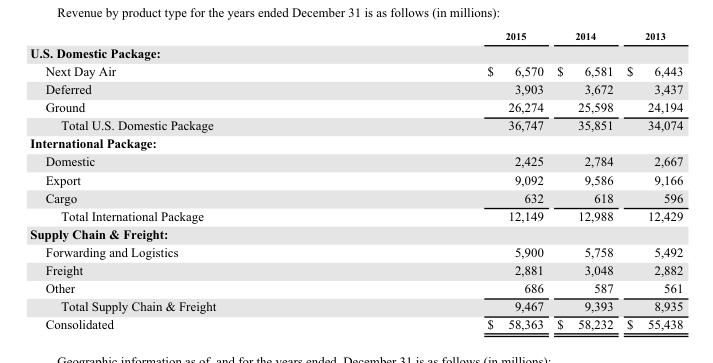 Revenue by product type for the years ended December 31 is as follows (in millions):
2015 2014 2013
U.S. Domestic Package:
Next Day Air $ 6,570 $ 6,581 $ 6,443
Deferred 3,903 3,672 3,437
Ground 26,274 25,598 24,194
Total U.S. Domestic Package 36,747 35,851 34,074
International Package:
Domestic 2,425 2,784 2,667
Export 9,092 9,586 9,166
Cargo 632 618 596
Total International Package 12,149 12,988 12,429
Supply Chain & Freight:
Forwarding and Logistics 5,900 5,758 5,492
Freight 2,881 3,048 2,882
Other 686 587 561
Total Supply Chain & Freight 9,467 9,393 8,935
Consolidated $ 58,363 $ 58,232 $ 55,438
Geographic information as of, and for the years ended, December 31 is as follows (in millions):